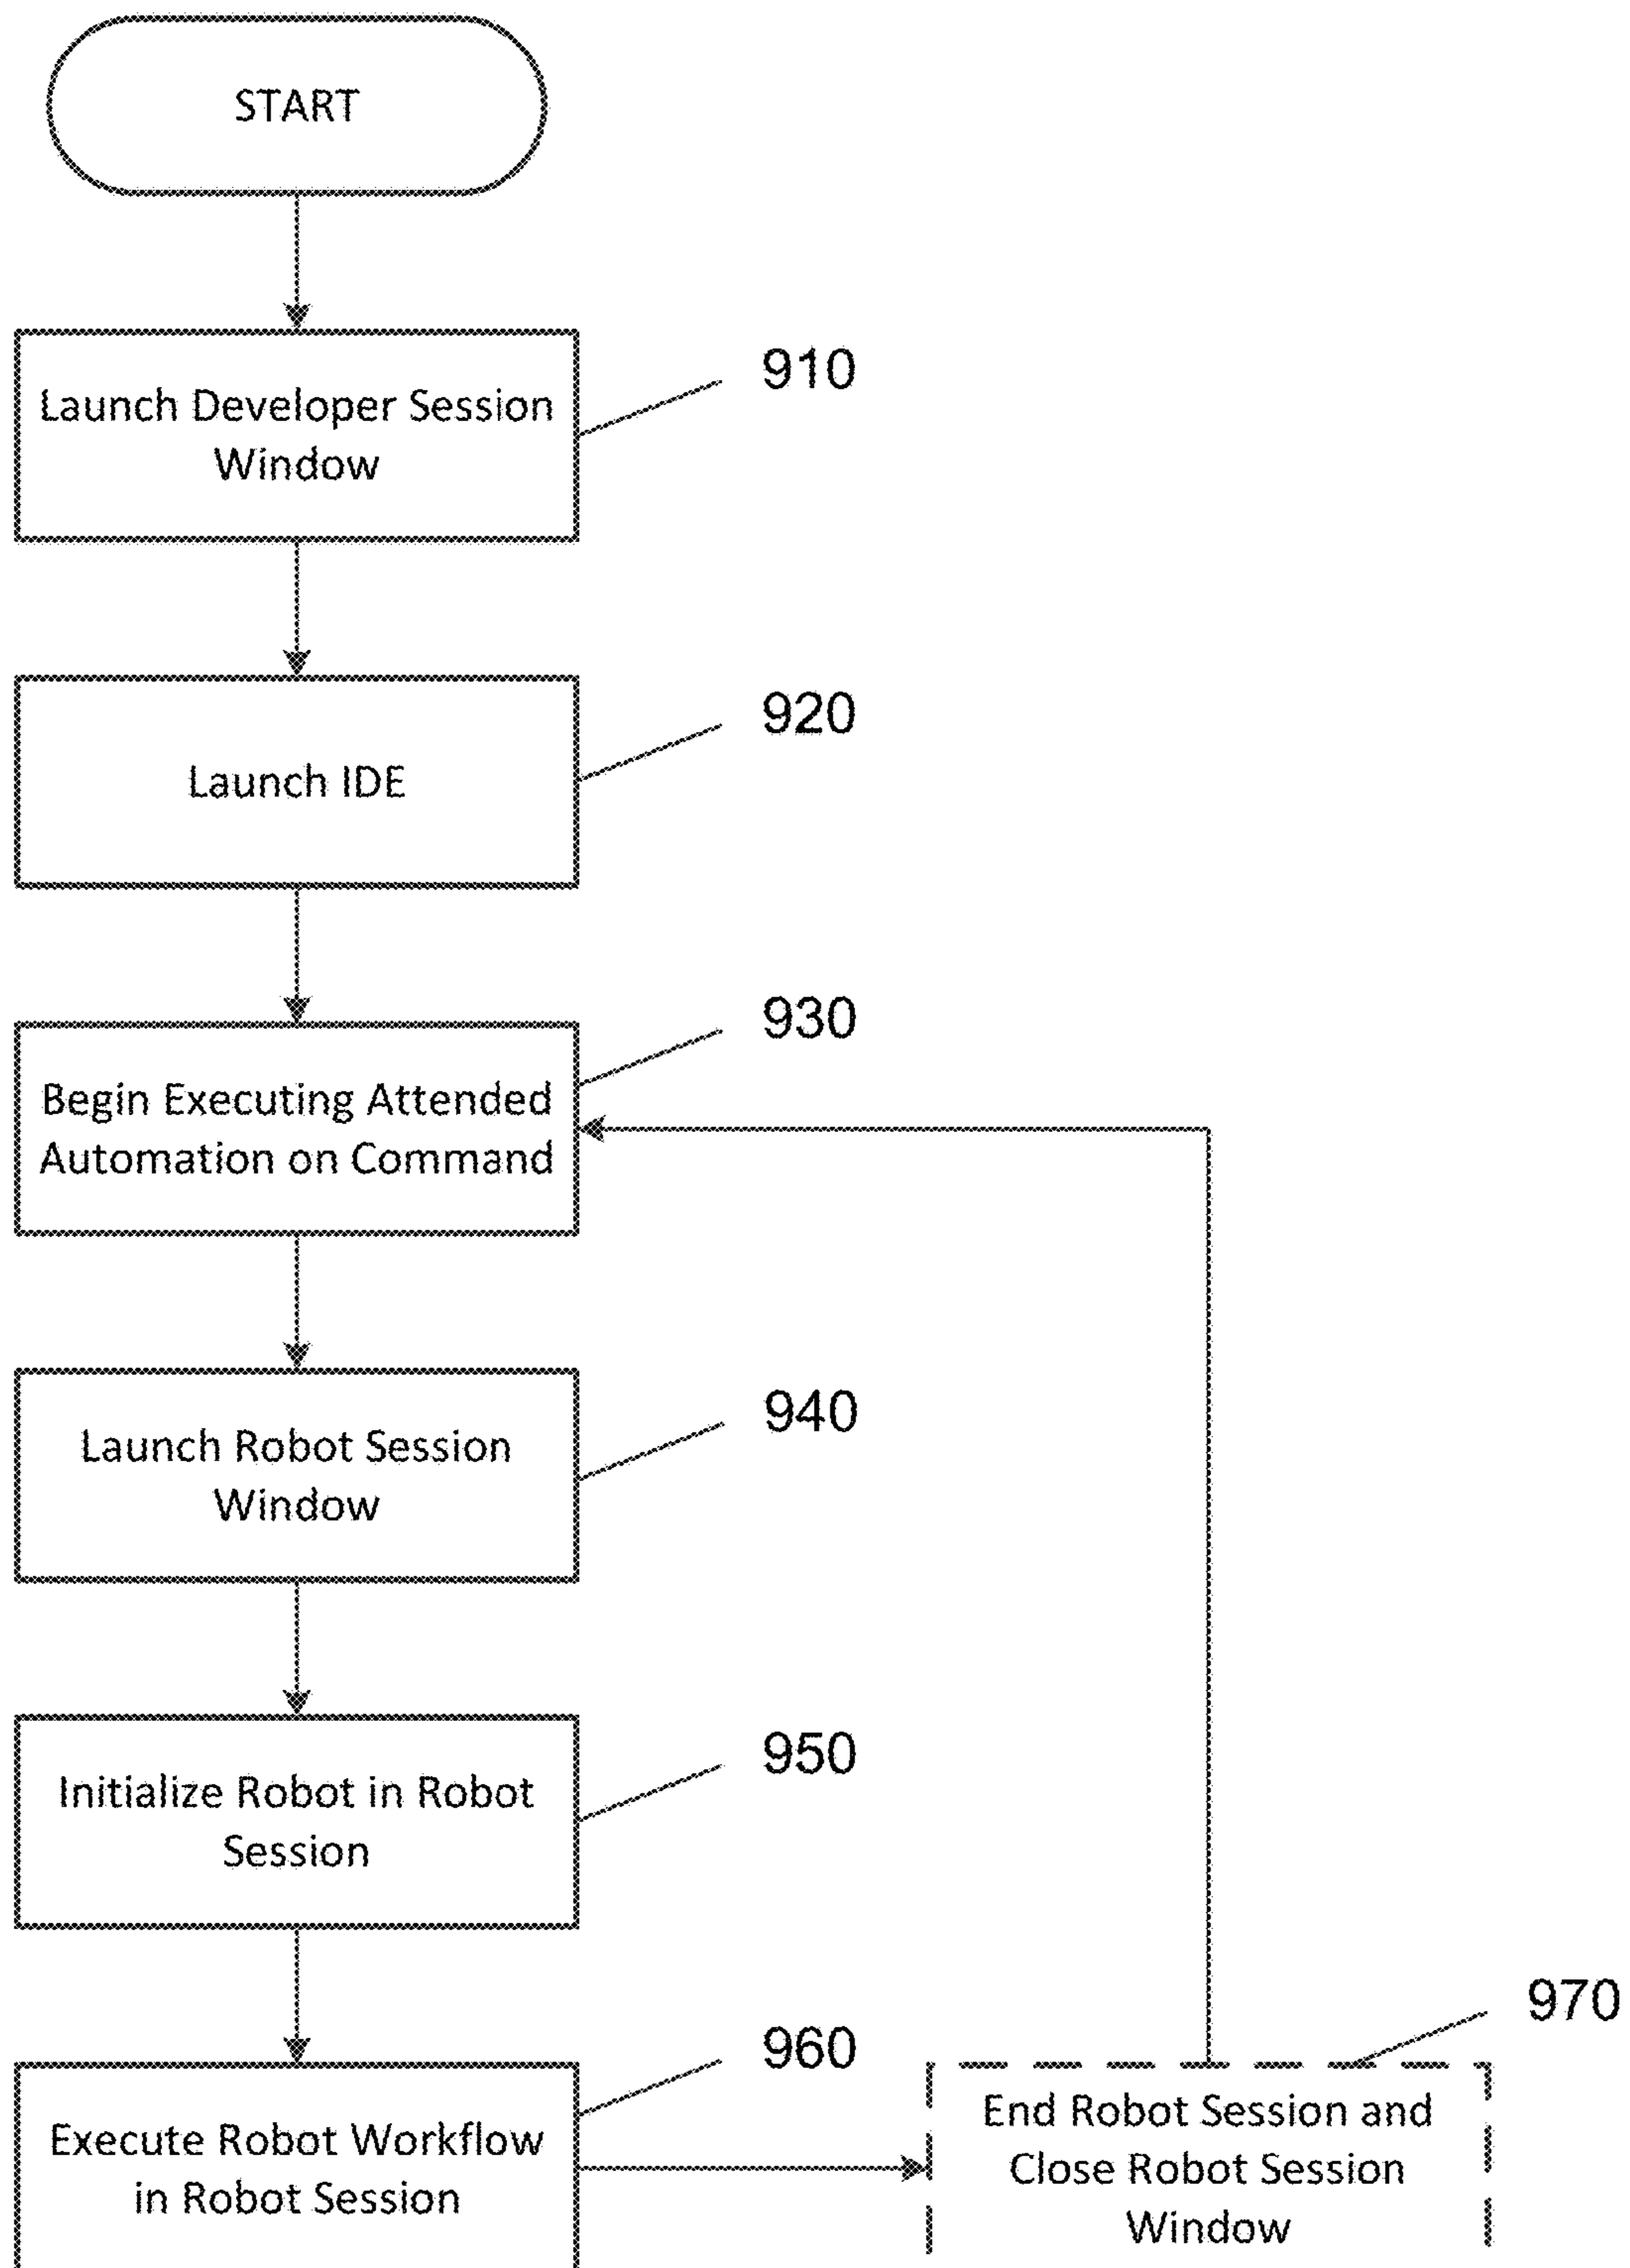 START
910
Launch Developer Session
Window
920
Launch IDE
930
Begin Executing Attended
Automation on Command
940
Launch Robot Session
Window
950
Initialize Robot in Robot
Session
960
Execute Robot Workflow
in Robot Session
970
End Robot Session and
Close Robot Session
Window